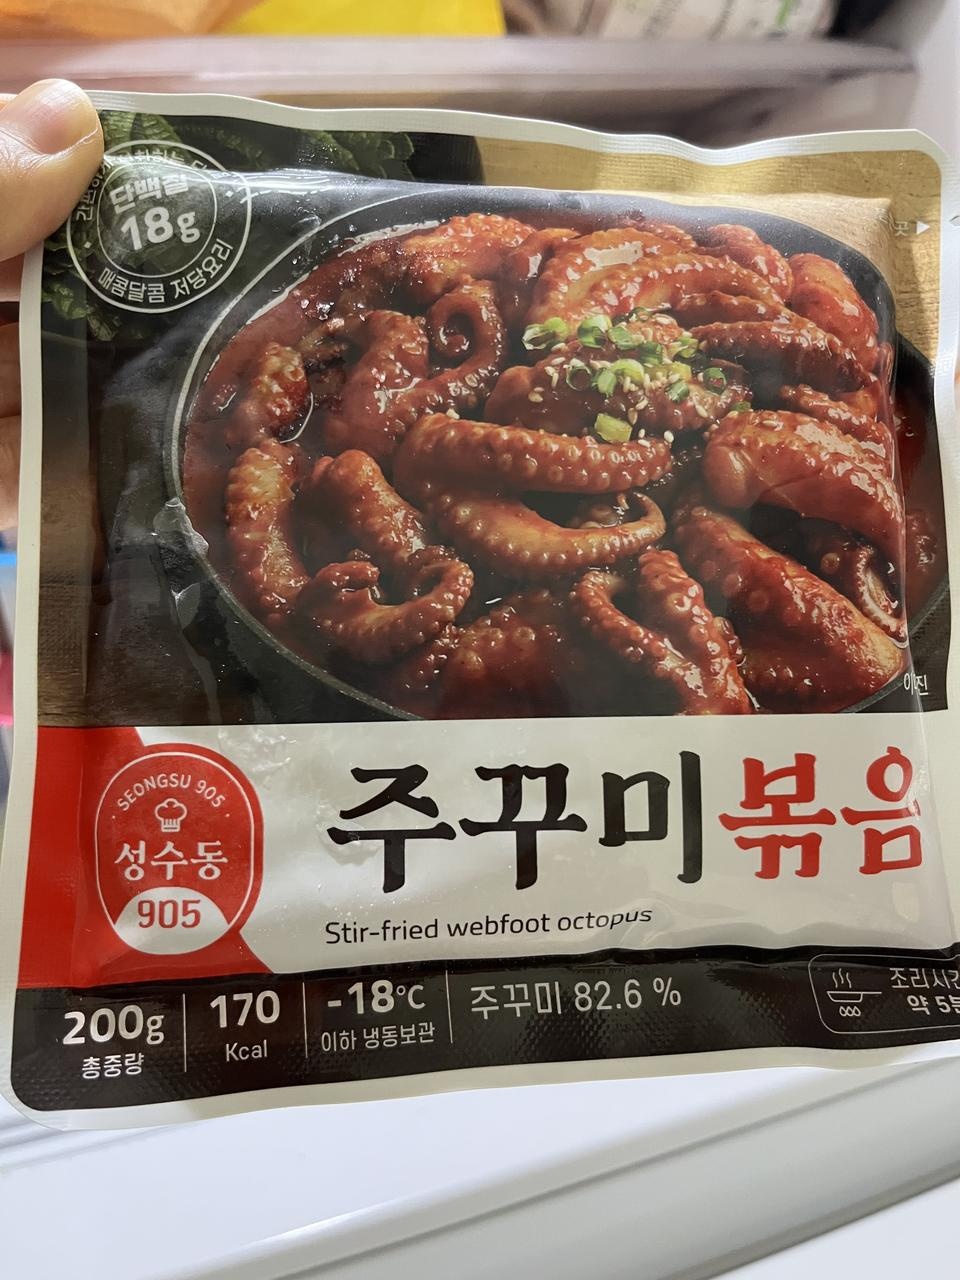 단백질
18g
매콤달콤 저당요리
SEONGSU 905
성수동
905
주꾸미볶음
Stir-fried webfoot octopus
200g
총중량
170
Kcal
-18°C
이하 냉동보관
주꾸미 82.6 %
조리시간
약 5분